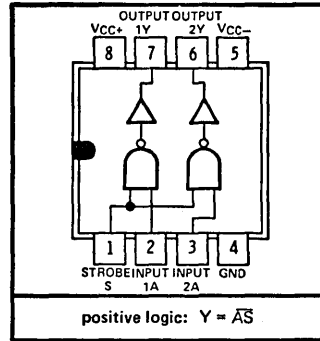 OUTPUT OUTPUT
VCC+ 1Y 2Y VCC–
8 7 6 5
1 2 3 4
STROBE INPUT INPUT GND
S 1A 2A
positive logic: Y = A̅S̅